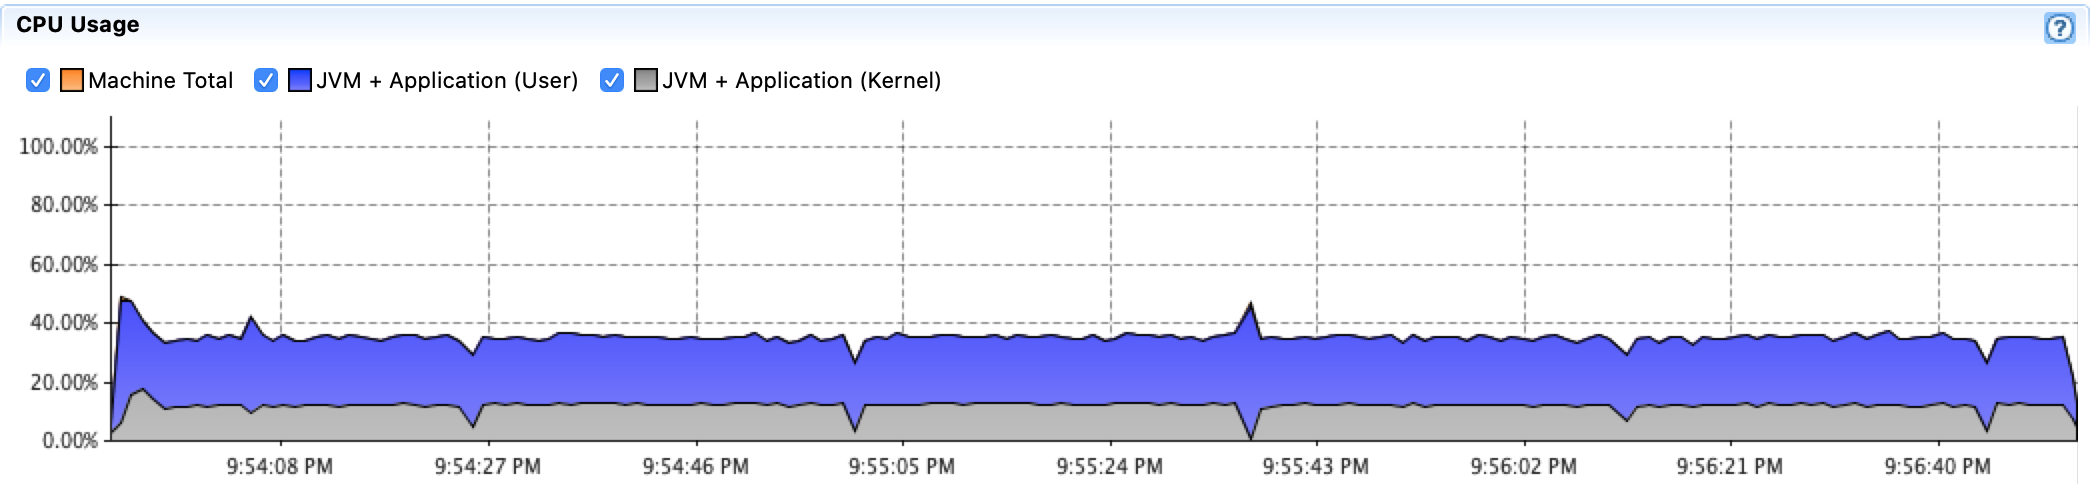 CPU Usage
?
Machine Total JVM + Application (User) JVM + Application (Kernel)
100.00%
80.00%
60.00%
40.00%
20.00%
0.00%
9:54:08 PM 9:54:27 PM 9:54:46 PM 9:55:05 PM 9:55:24 PM 9:55:43 PM 9:56:02 PM 9:56:21 PM 9:56:40 PM